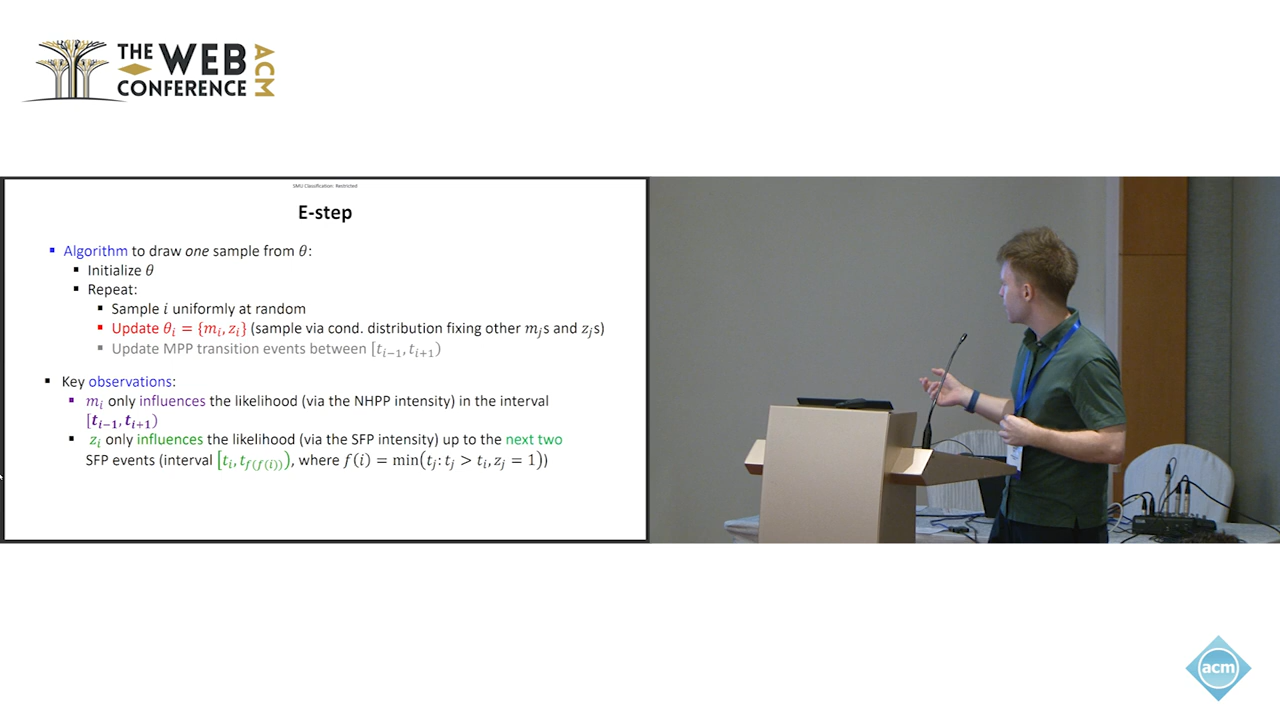 THE WEB
CONFERENCE
ACM
SMU Classification: Restricted
E-step
▪ Algorithm to draw one sample from θ:
▪ Initialize θ
▪ Repeat:
▪ Sample i uniformly at random
▪ Update θᵢ = {mᵢ, zᵢ} (sample via cond. distribution fixing other mⱼs and zⱼs)
▪ Update MPP transition events between [tᵢ₋₁, tᵢ₊₁)
▪ Key observations:
▪ mᵢ only influences the likelihood (via the NHPP intensity) in the interval
[tᵢ₋₁, tᵢ₊₁)
▪ zᵢ only influences the likelihood (via the SFP intensity) up to the next two
SFP events (interval [tᵢ, t_f(f(i))), where f(i) = min(tⱼ: tⱼ > tᵢ, zⱼ = 1))
acm